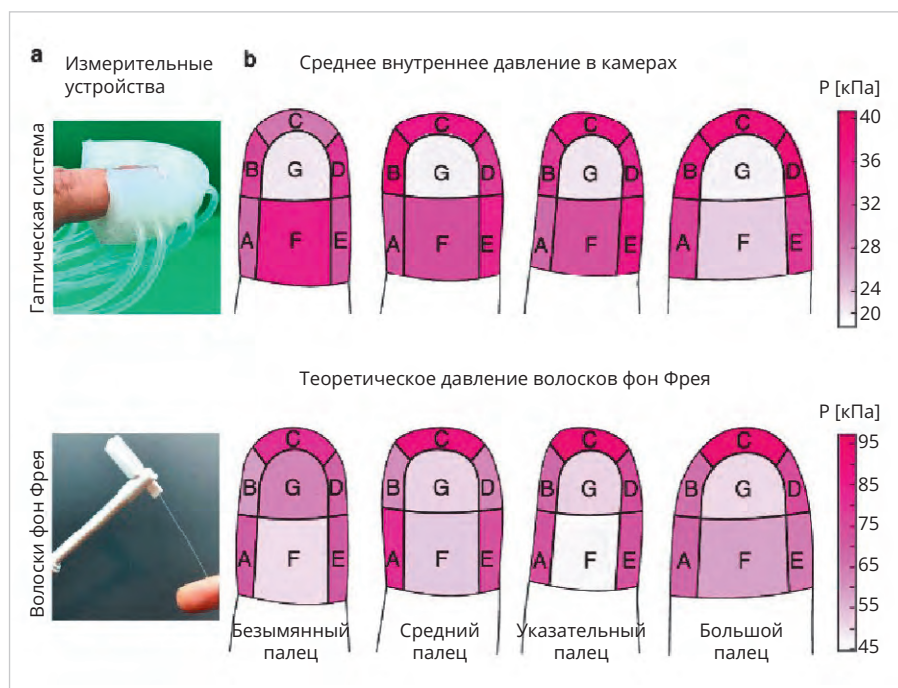 a
Измерительные
устройства
b
Среднее внутреннее давление в камерах
P [кПа]
Гаптическая система
C
B
G
D
A
F
E
C
B
G
D
A
F
E
C
B
G
D
A
F
E
C
B
G
D
A
F
E
40
36
32
28
24
20
Теоретическое давление волосков фон Фрея
P [кПа]
Волоски фон Фрея
C
B
G
D
A
F
E
C
B
G
D
A
F
E
C
B
G
D
A
F
E
C
B
G
D
A
F
E
95
85
75
65
55
45
Безымянный
палец
Средний
палец
Указательный
палец
Большой
палец